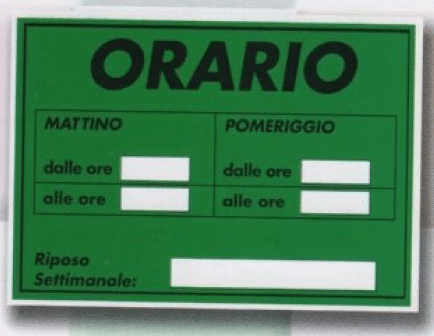 ORARIO
MATTINO POMERIGGIO
dalle ore dalle ore
alle ore alle ore
Riposo
Settimanale: